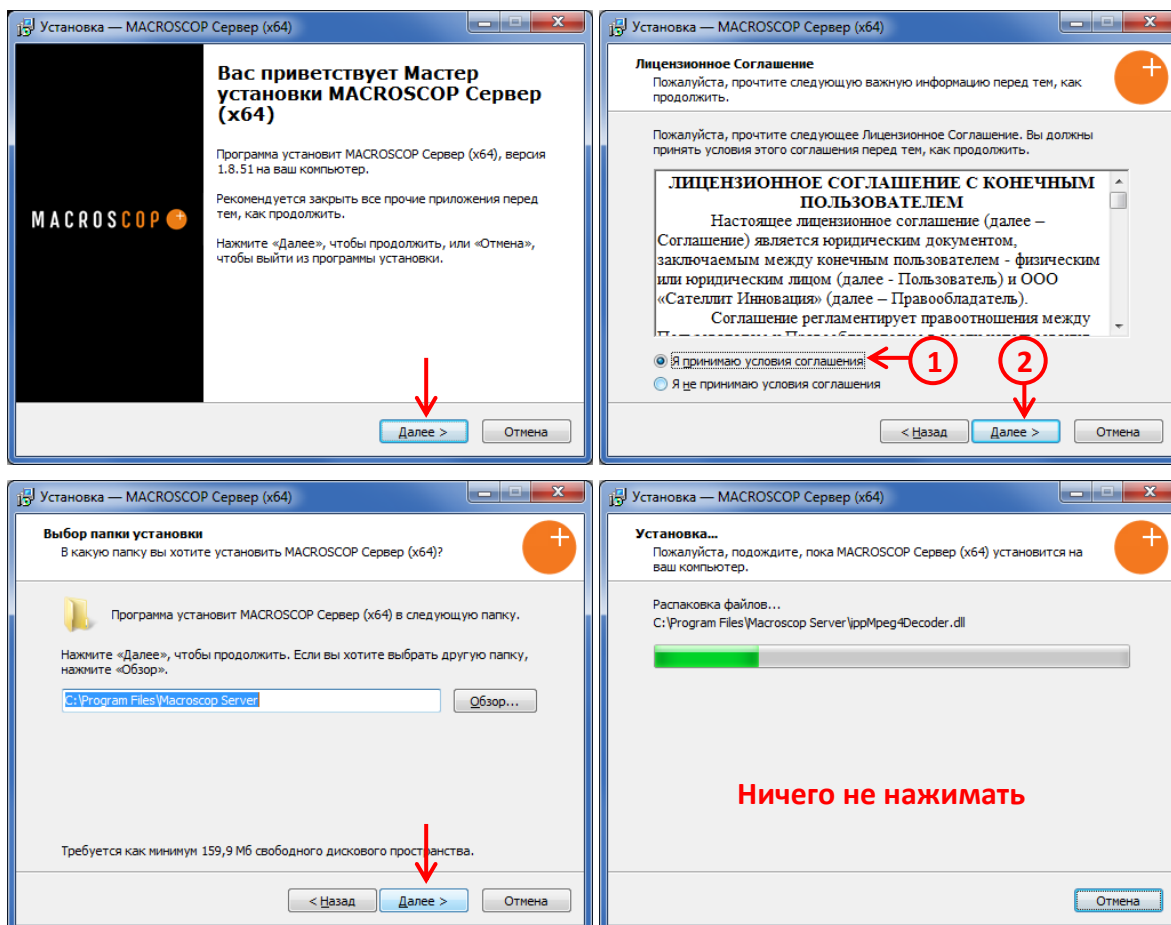 Установка — MACROSCOP Сервер (x64)
MACROSCOP
Вас приветствует Мастер
установки MACROSCOP Сервер
(x64)
Программа установит MACROSCOP Сервер (x64), версия
1.8.51 на ваш компьютер.
Рекомендуется закрыть все прочие приложения перед
тем, как продолжить.
Нажмите «Далее», чтобы продолжить, или «Отмена»,
чтобы выйти из программы установки.
Далее >
Отмена
Установка — MACROSCOP Сервер (x64)
Лицензионное Соглашение
Пожалуйста, прочтите следующую важную информацию перед тем, как
продолжить.
Пожалуйста, прочтите следующее Лицензионное Соглашение. Вы должны
принять условия этого соглашения перед тем, как продолжить.
ЛИЦЕНЗИОННОЕ СОГЛАШЕНИЕ С КОНЕЧНЫМ
ПОЛЬЗОВАТЕЛЕМ
Настоящее лицензионное соглашение (далее –
Соглашение) является юридическим документом,
заключаемым между конечным пользователем - физическим
или юридическим лицом (далее - Пользователь) и ООО
«Сателлит Инновация» (далее – Правообладатель).
Соглашение регламентирует правоотношения между
Я принимаю условия соглашения
1
2
Я не принимаю условия соглашения
< Назад
Далее >
Отмена
Установка — MACROSCOP Сервер (x64)
Выбор папки установки
В какую папку вы хотите установить MACROSCOP Сервер (x64)?
Программа установит MACROSCOP Сервер (x64) в следующую папку.
Нажмите «Далее», чтобы продолжить. Если вы хотите выбрать другую папку,
нажмите «Обзор».
C:\Program Files\Macroscop Server
Обзор...
Требуется как минимум 159,9 Мб свободного дискового пространства.
< Назад
Далее >
Отмена
Установка — MACROSCOP Сервер (x64)
Установка...
Пожалуйста, подождите, пока MACROSCOP Сервер (x64) установится на
ваш компьютер.
Распаковка файлов...
C:\Program Files\Macroscop Server\ippMpeg4Decoder.dll
Ничего не нажимать
Отмена